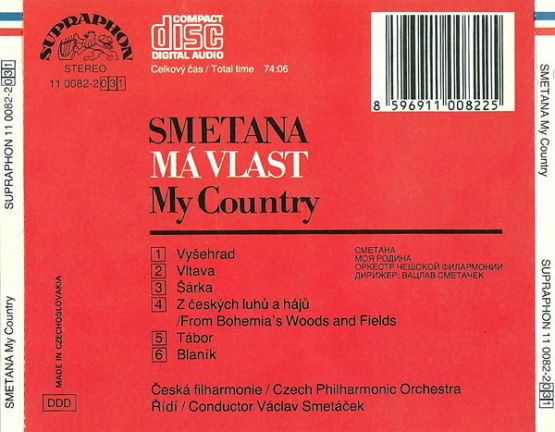 SUPRAPHON
STEREO
11 0082-2 031
COMPACT
disc
DIGITAL AUDIO
Celkový čas / Total time 74:06
8 596911 008225
SMETANA
MÁ VLAST
My Country
1 Vyšehrad
2 Vltava
3 Šárka
4 Z českých luhů a hájů
/From Bohemia's Woods and Fields
5 Tábor
6 Blaník
СМЕТАНА
МОЯ РОДИНА
ОРКЕСТР ЧЕШСКОЙ ФИЛАРМОНИИ
ДИРИЖЕР: ВАЦЛАВ СМЕТАЧЕК
Česká filharmonie / Czech Philharmonic Orchestra
Řídí / Conductor Václav Smetáček
MADE IN CZECHOSLOVAKIA
DDD
SUPRAPHON 11 0082-2 031
SMETANA My Country
SMETANA My Country
SUPRAPHON 11 0082-2 031